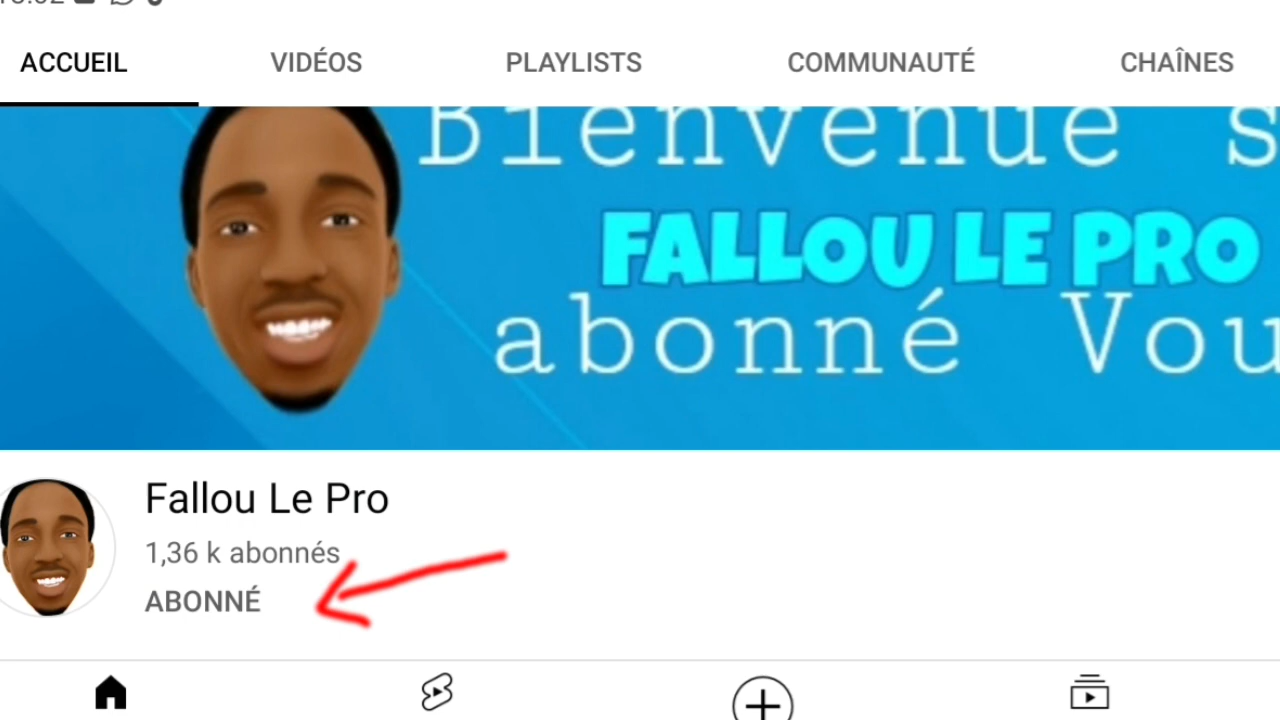 ACCUEIL VIDÉOS PLAYLISTS COMMUNAUTÉ CHAÎNES
Bienvenue s
FALLOU LE PRO
abonné Vou
Fallou Le Pro
1,36 k abonnés
ABONNÉ